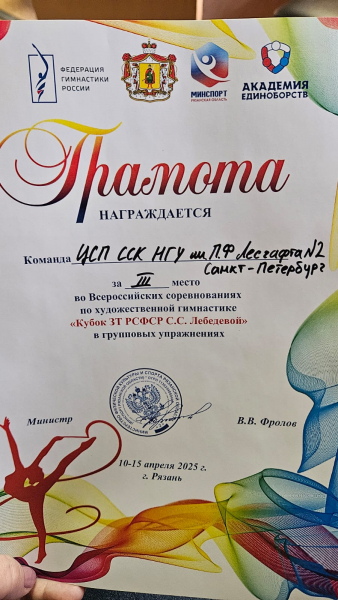 ФЕДЕРАЦИЯ
ГИМНАСТИКИ
РОССИИ
МИНСПОРТ
РЯЗАНСКАЯ ОБЛАСТЬ
АКАДЕМИЯ
ЕДИНОБОРСТВ
Грамота
НАГРАЖДАЕТСЯ
Команда ЦСП ССК НГУ им. П.Ф Лесгафта N2
Санкт-Петербург
за III место
во Всероссийских соревнованиях
по художественной гимнастике
«Кубок ЗТ РСФСР С.С. Лебедевой»
в групповых упражнениях
Министр
В.В. Фролов
10-15 апреля 2025 г.
г. Рязань